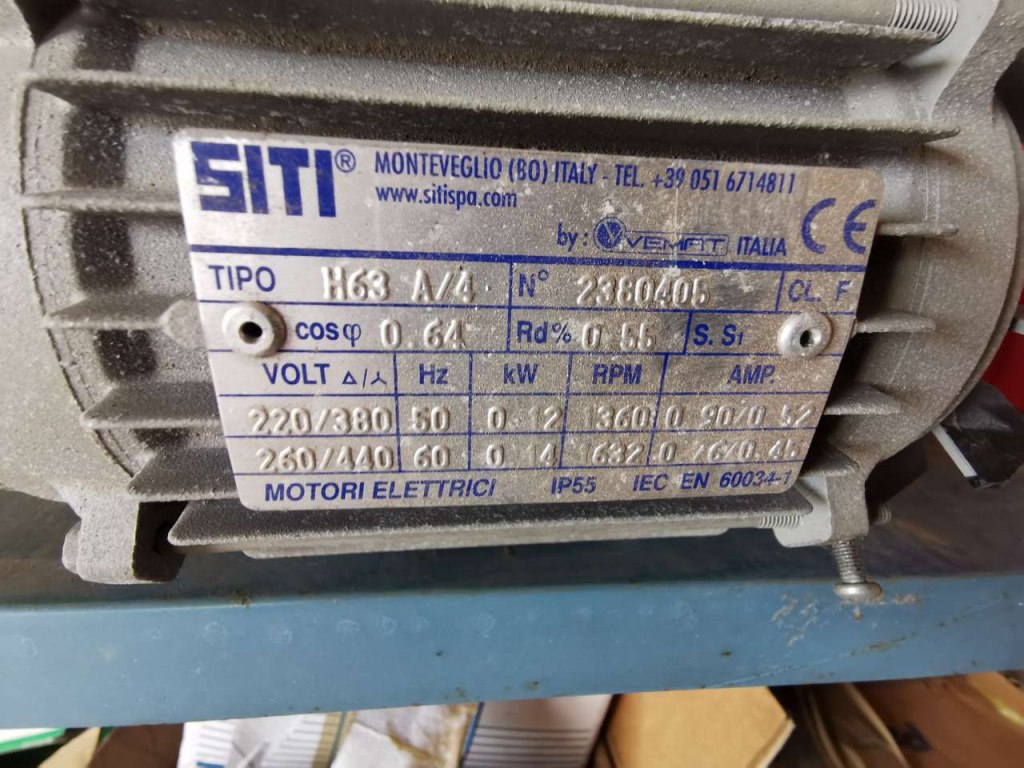 SITI® MONTEVEGLIO (BO) ITALY - TEL. +39 051 6714811
www.sitispa.com
by: VEMAT ITALIA CE
TIPO H63 A/4 N° 2380405 CL. F
cosφ 0.64 Rd% 0 55 S. S1
VOLT Δ/⅄ Hz kW RPM AMP.
220/380 50 0 12 1360 0 90/0 52
260/440 60 0 14 1632 0
MOTORI ELETTRICI IP55 IEC EN 60034-1